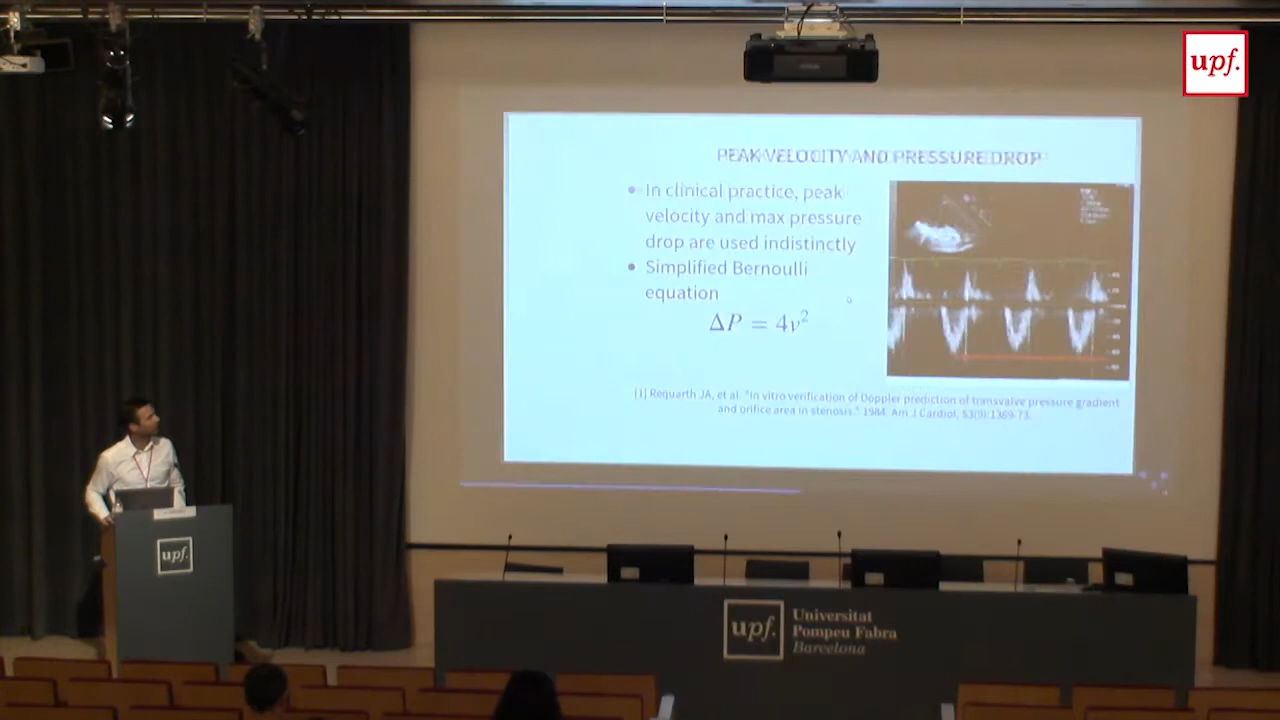 upf.
PEAK VELOCITY AND PRESSURE DROP
• In clinical practice, peak
velocity and max pressure
drop are used indistinctly
• Simplified Bernoulli
equation
ΔP = 4v²
[1] Requarth JA, et al. "In vitro verification of Doppler prediction of transvalve pressure gradient
and orifice area in stenosis." 1984. Am J Cardiol, 53(9):1369-73.
upf.
upf.
Universitat
Pompeu Fabra
Barcelona